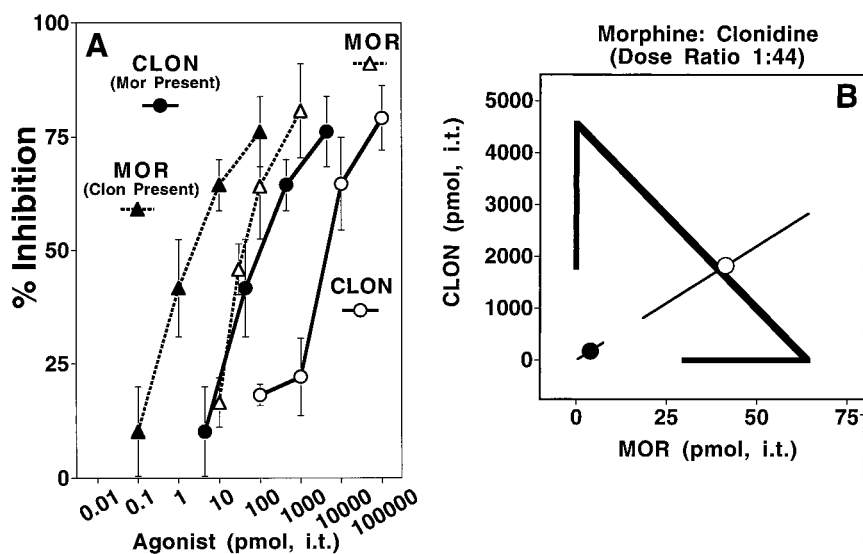 100
75
50
25
0
% Inhibition
A
CLON
(Mor Present)
MOR
MOR
(Clon Present)
CLON
0.01
0.1
1
10
100
1000
10000
100000
Agonist (pmol, i.t.)
Morphine: Clonidine
(Dose Ratio 1:44)
B
5000
4000
3000
2000
1000
0
CLON (pmol, i.t.)
0
25
50
75
MOR (pmol, i.t.)